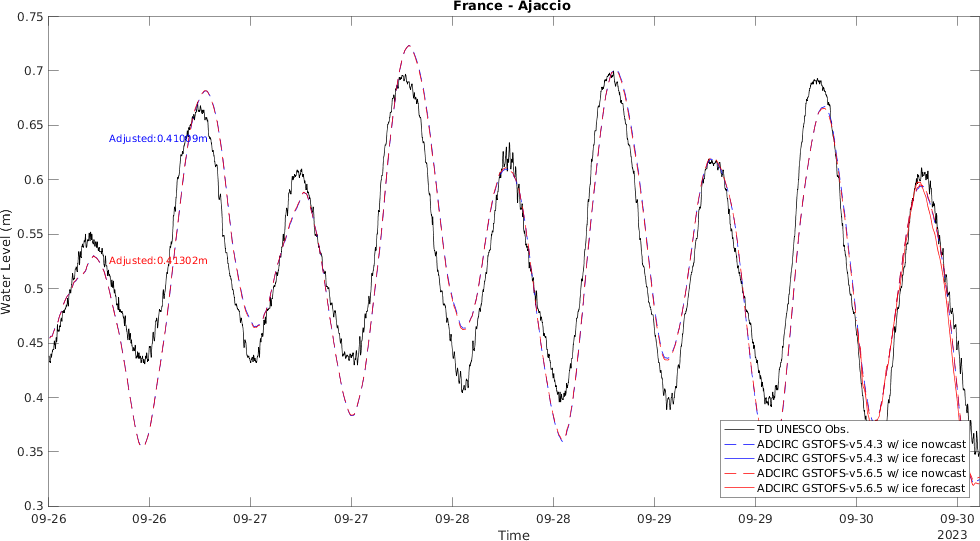 France - Ajaccio
0.75
0.7
0.65
0.6
0.55
0.5
0.45
0.4
0.35
0.3
Water Level (m)
Adjusted:0.41009m
Adjusted:0.41302m
TD UNESCO Obs.
ADCIRC GSTOFS-v5.4.3 w/ ice nowcast
ADCIRC GSTOFS-v5.4.3 w/ ice forecast
ADCIRC GSTOFS-v5.6.5 w/ ice nowcast
ADCIRC GSTOFS-v5.6.5 w/ ice forecast
09-26 09-26 09-27 09-27 09-28 09-28 09-29 09-29 09-30 09-30
2023
Time